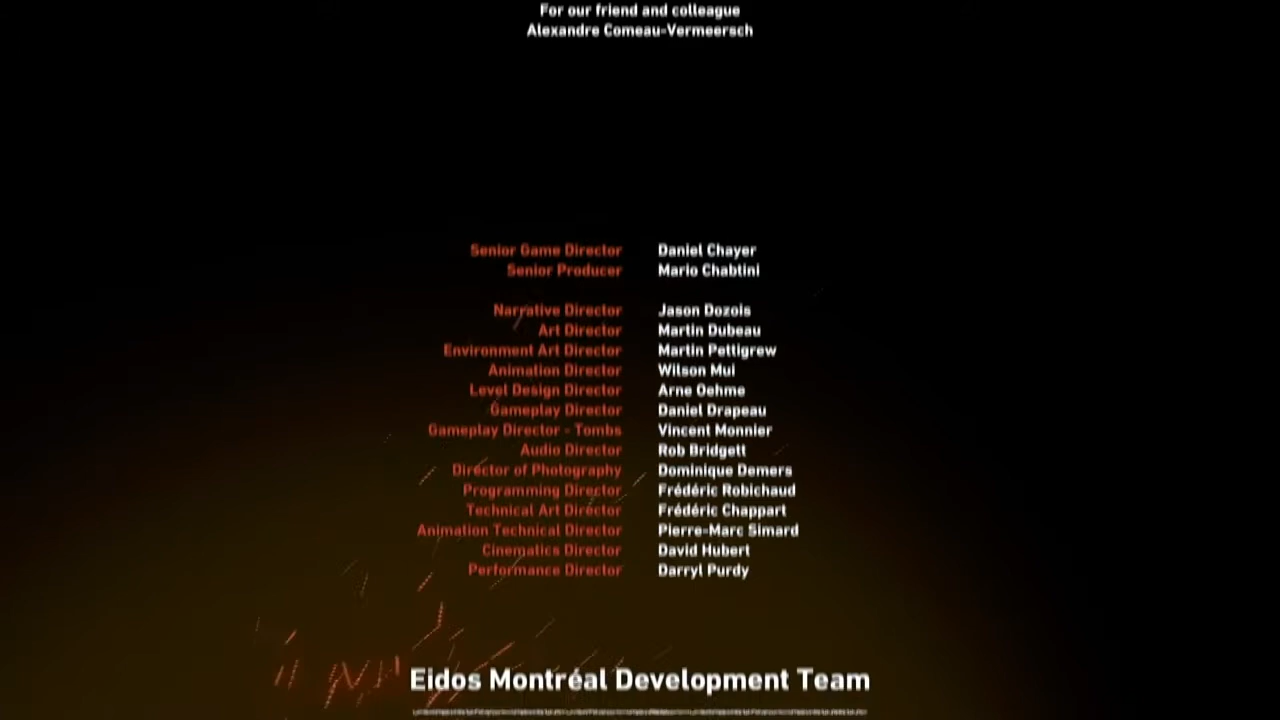 For our friend and colleague
Alexandre Comeau-Vermeersch
Senior Game Director Daniel Chayer
Senior Producer Mario Chabtini
Narrative Director Jason Dozois
Art Director Martin Dubeau
Environment Art Director Martin Pettigrew
Animation Director Wilson Mui
Level Design Director Arne Oehme
Gameplay Director Daniel Drapeau
Gameplay Director - Tombs Vincent Monnier
Audio Director Rob Bridgett
Director of Photography Dominique Demers
Programming Director Frédéric Robichaud
Technical Art Director Frédéric Chappart
Animation Technical Director Pierre-Marc Simard
Cinematics Director David Hubert
Performance Director Darryl Purdy
Eidos Montréal Development Team